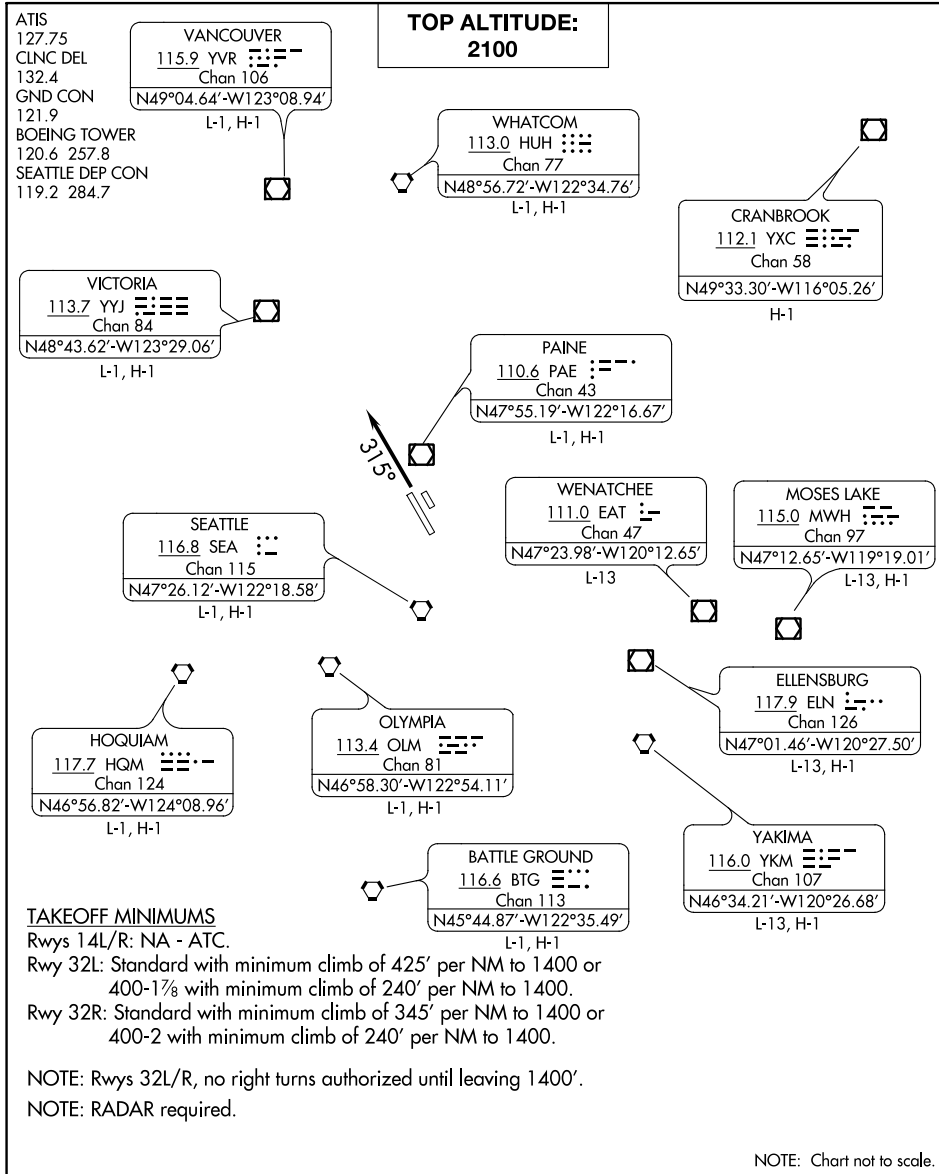 ATIS
127.75
CLNC DEL
132.4
GND CON
121.9
BOEING TOWER
120.6 257.8
SEATTLE DEP CON
119.2 284.7
TOP ALTITUDE:
2100
VANCOUVER
115.9 YVR
Chan 106
N49°04.64'-W123°08.94'
L-1, H-1
WHATCOM
113.0 HUH
Chan 77
N48°56.72'-W122°34.76'
L-1, H-1
CRANBROOK
112.1 YXC
Chan 58
N49°33.30'-W116°05.26'
H-1
VICTORIA
113.7 YYJ
Chan 84
N48°43.62'-W123°29.06'
L-1, H-1
PAINE
110.6 PAE
Chan 43
N47°55.19'-W122°16.67'
L-1, H-1
315°
WENATCHEE
111.0 EAT
Chan 47
N47°23.98'-W120°12.65'
L-13
MOSES LAKE
115.0 MWH
Chan 97
N47°12.65'-W119°19.01'
L-13, H-1
SEATTLE
116.8 SEA
Chan 115
N47°26.12'-W122°18.58'
L-1, H-1
ELLENSBURG
117.9 ELN
Chan 126
N47°01.46'-W120°27.50'
L-13, H-1
HOQUIAM
117.7 HQM
Chan 124
N46°56.82'-W124°08.96'
L-1, H-1
OLYMPIA
113.4 OLM
Chan 81
N46°58.30'-W122°54.11'
L-1, H-1
YAKIMA
116.0 YKM
Chan 107
N46°34.21'-W120°26.68'
L-13, H-1
BATTLE GROUND
116.6 BTG
Chan 113
N45°44.87'-W122°35.49'
L-1, H-1
TAKEOFF MINIMUMS
Rwys 14L/R: NA - ATC.
Rwy 32L: Standard with minimum climb of 425' per NM to 1400 or
400-1⅞ with minimum climb of 240' per NM to 1400.
Rwy 32R: Standard with minimum climb of 345' per NM to 1400 or
400-2 with minimum climb of 240' per NM to 1400.
NOTE: Rwys 32L/R, no right turns authorized until leaving 1400'.
NOTE: RADAR required.
NOTE: Chart not to scale.